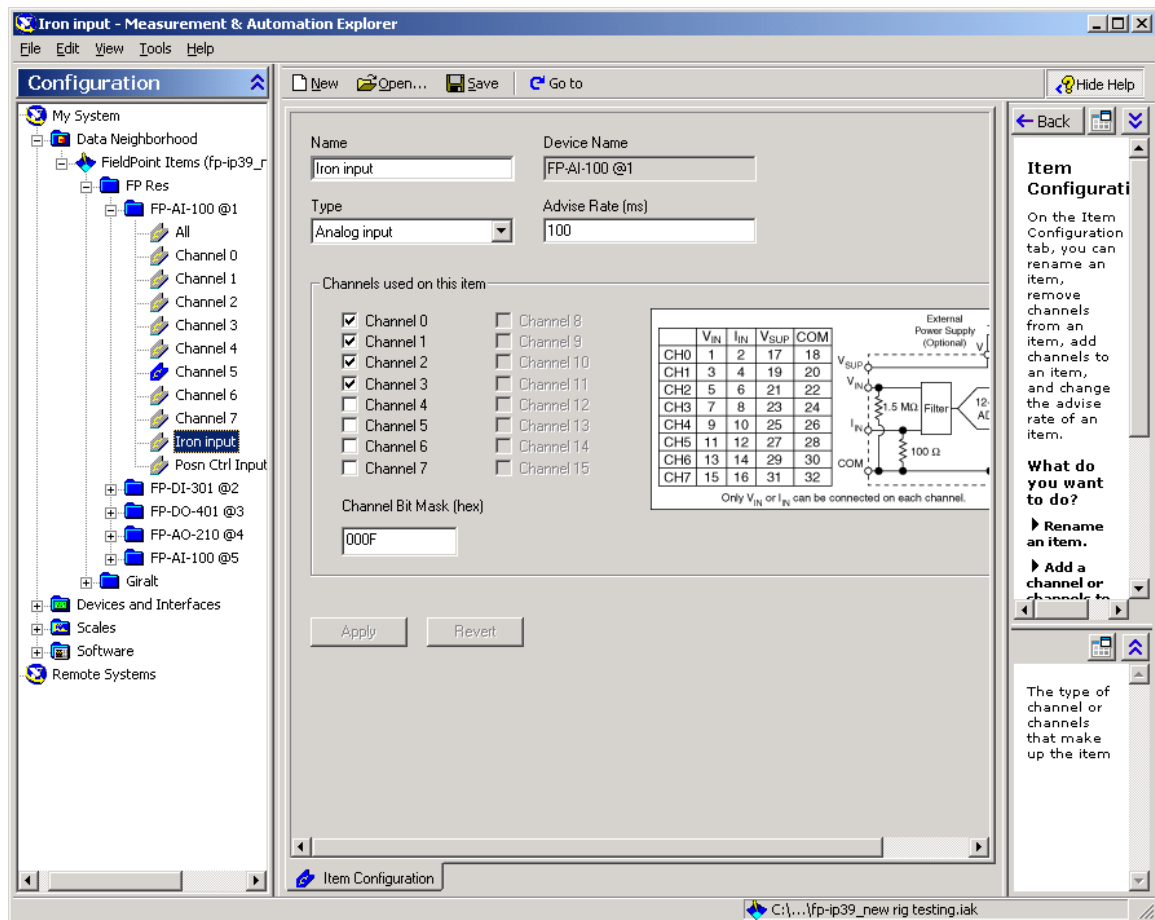 Iron input - Measurement & Automation Explorer
File Edit View Tools Help
Configuration
My System
Data Neighborhood
FieldPoint Items (fp-ip39_r
FP Res
FP-AI-100 @1
All
Channel 0
Channel 1
Channel 2
Channel 3
Channel 4
Channel 5
Channel 6
Channel 7
Iron input
Posn Ctrl Input
FP-DI-301 @2
FP-DO-401 @3
FP-AO-210 @4
FP-AI-100 @5
Giralt
Devices and Interfaces
Scales
Software
Remote Systems
New Open... Save Go to Hide Help
Name Device Name
Iron input FP-AI-100 @1
Type Advise Rate (ms)
Analog input 100
Channels used on this item
Channel 0 Channel 8
Channel 1 Channel 9
Channel 2 Channel 10
Channel 3 Channel 11
Channel 4 Channel 12
Channel 5 Channel 13
Channel 6 Channel 14
Channel 7 Channel 15
Channel Bit Mask (hex)
000F
VIN IIN VSUP COM
CH0 1 2 17 18
CH1 3 4 19 20
CH2 5 6 21 22
CH3 7 8 23 24
CH4 9 10 25 26
CH5 11 12 27 28
CH6 13 14 29 30
CH7 15 16 31 32
External
Power Supply
(Optional)
V
VSUP
VIN
1.5 MΩ Filter
12-
AD
IIN
100 Ω
COM
Only VIN or IIN can be connected on each channel.
Apply Revert
Item Configuration
Back
Item
Configurati
On the Item
Configuration
tab, you can
rename an
item,
remove
channels
from an
item, add
channels to
an item,
and change
the advise
rate of an
item.
What do
you want
to do?
Rename
an item.
Add a
channel or
channels to
The type of
channel or
channels
that make
up the item
C:\...\fp-ip39_new rig testing.iak